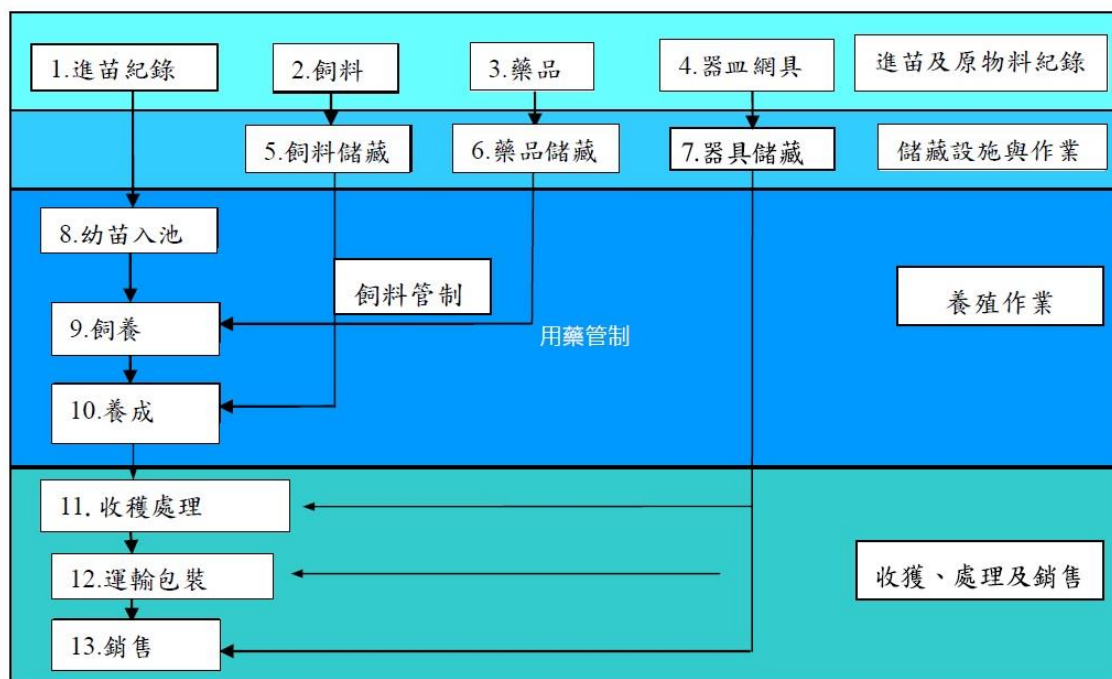 1.進苗紀錄
2.飼料
3.藥品
4.器皿網具
進苗及原物料紀錄
5.飼料儲藏
6.藥品儲藏
7.器具儲藏
儲藏設施與作業
8.幼苗入池
飼料管制
養殖作業
9.飼養
用藥管制
10.養成
11.收穫處理
12.運輸包裝
收獲、處理及銷售
13.銷售